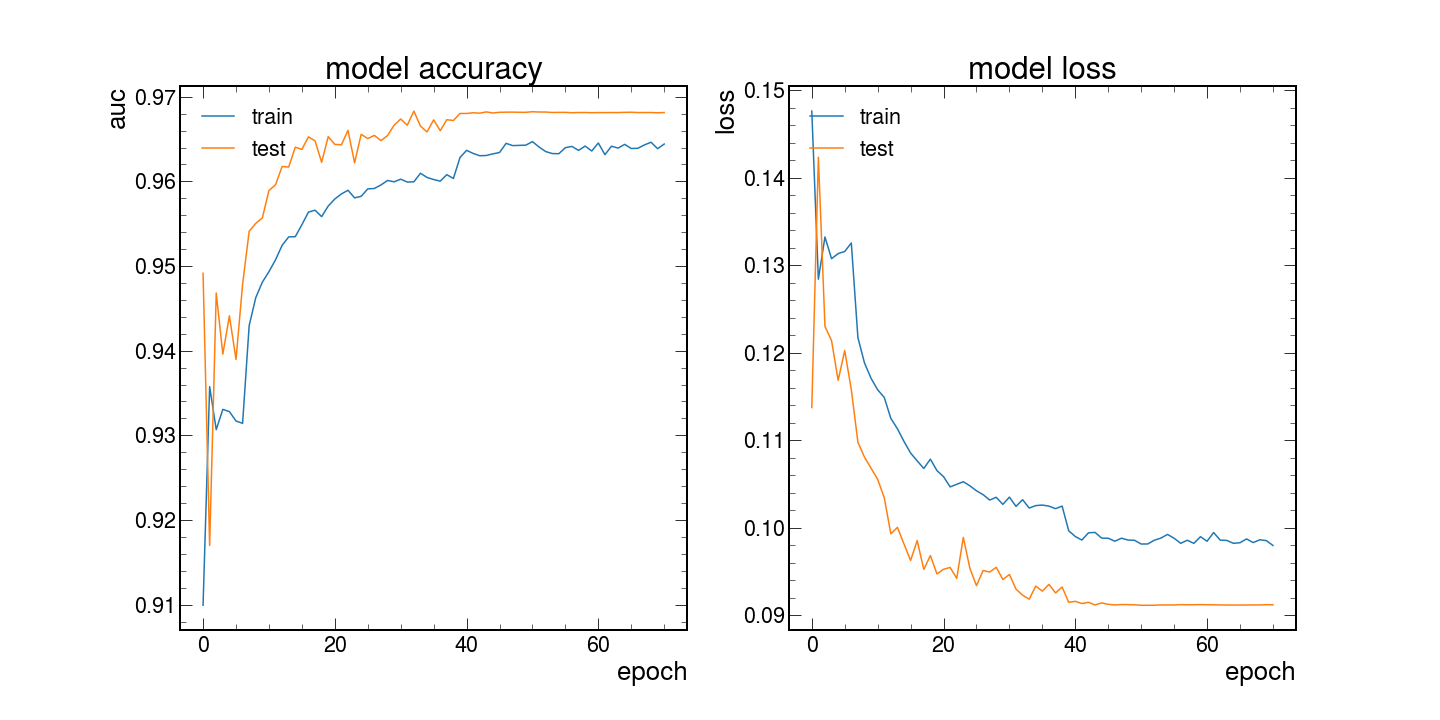 model accuracy
auc
0.97
0.96
0.95
0.94
0.93
0.92
0.91
train
test
0
20
40
60
epoch
model loss
loss
0.15
0.14
0.13
0.12
0.11
0.10
0.09
train
test
0
20
40
60
epoch